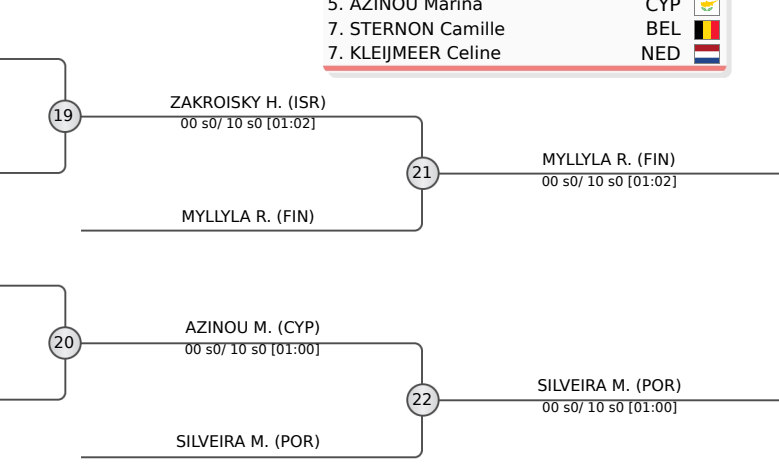 5. AZINOU Marina CYP
7. STERNON Camille BEL
7. KLEIJMEER Celine NED
ZAKROISKY H. (ISR)
19
00 s0/ 10 s0 [01:02]
MYLLYLA R. (FIN)
21
00 s0/ 10 s0 [01:02]
MYLLYLA R. (FIN)
AZINOU M. (CYP)
20
00 s0/ 10 s0 [01:00]
SILVEIRA M. (POR)
22
00 s0/ 10 s0 [01:00]
SILVEIRA M. (POR)